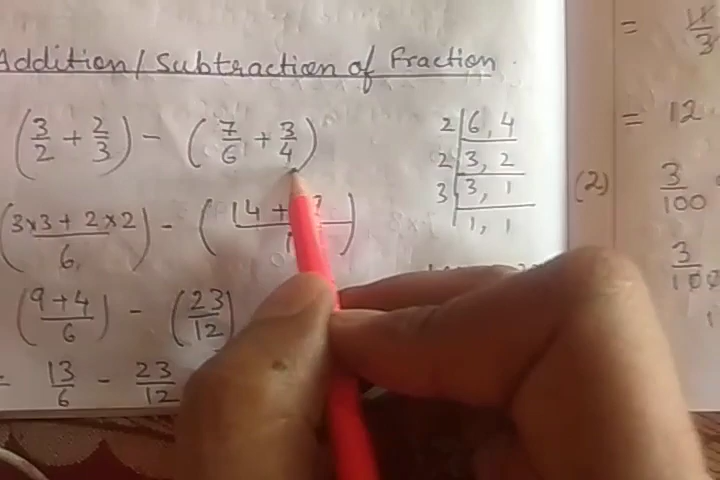 Addition/Subtraction of Fraction
(3/2 + 2/3) - (7/6 + 3/4)
(3x3+2x2/6) - (14+
(9+4/6) - (23/12)
= 13/6 - 23/12
2 | 6, 4
2 | 3, 2
3 | 3, 1
1, 1
=
= 12
(2) 3/100
3/100